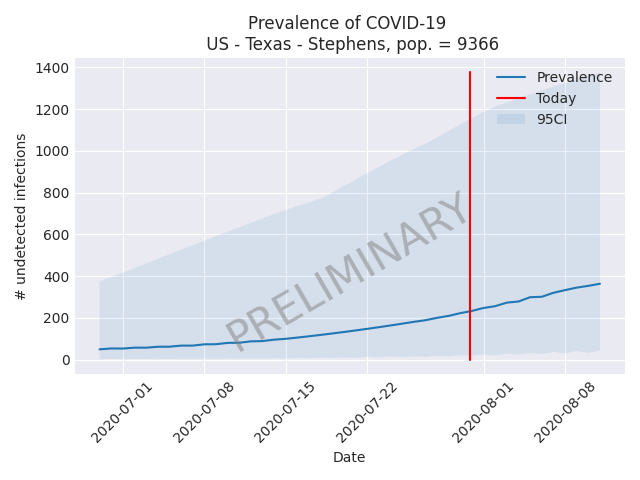 Prevalence of COVID-19
US - Texas - Stephens, pop. = 9366
1400
1200
1000
800
600
400
200
0
# undetected infections
Prevalence
Today
95CI
PRELIMINARY
2020-07-01
2020-07-08
2020-07-15
2020-07-22
2020-08-01
2020-08-08
Date